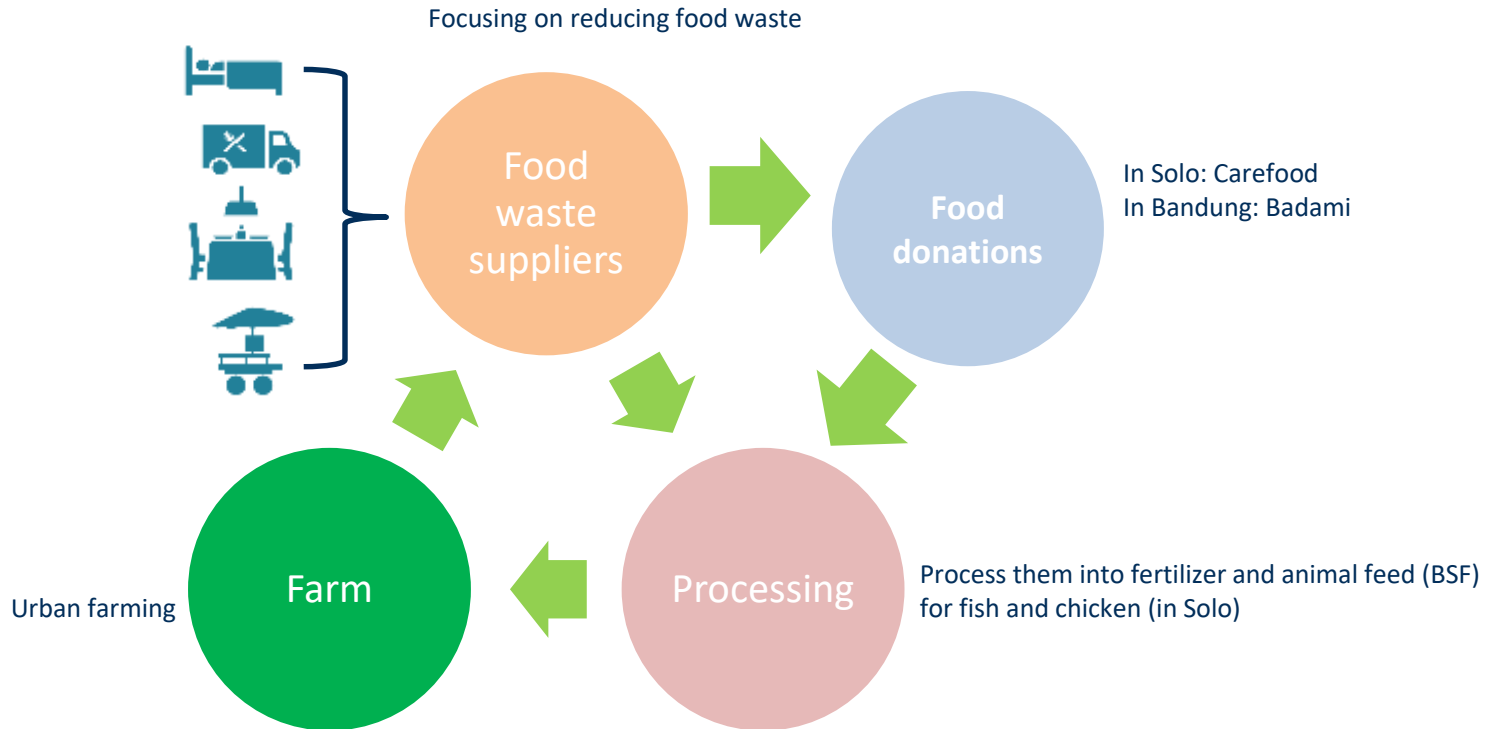 Focusing on reducing food waste
Food
waste
suppliers
Food
donations
In Solo: Carefood
In Bandung: Badami
Farm
Urban farming
Processing
Process them into fertilizer and animal feed (BSF)
for fish and chicken (in Solo)